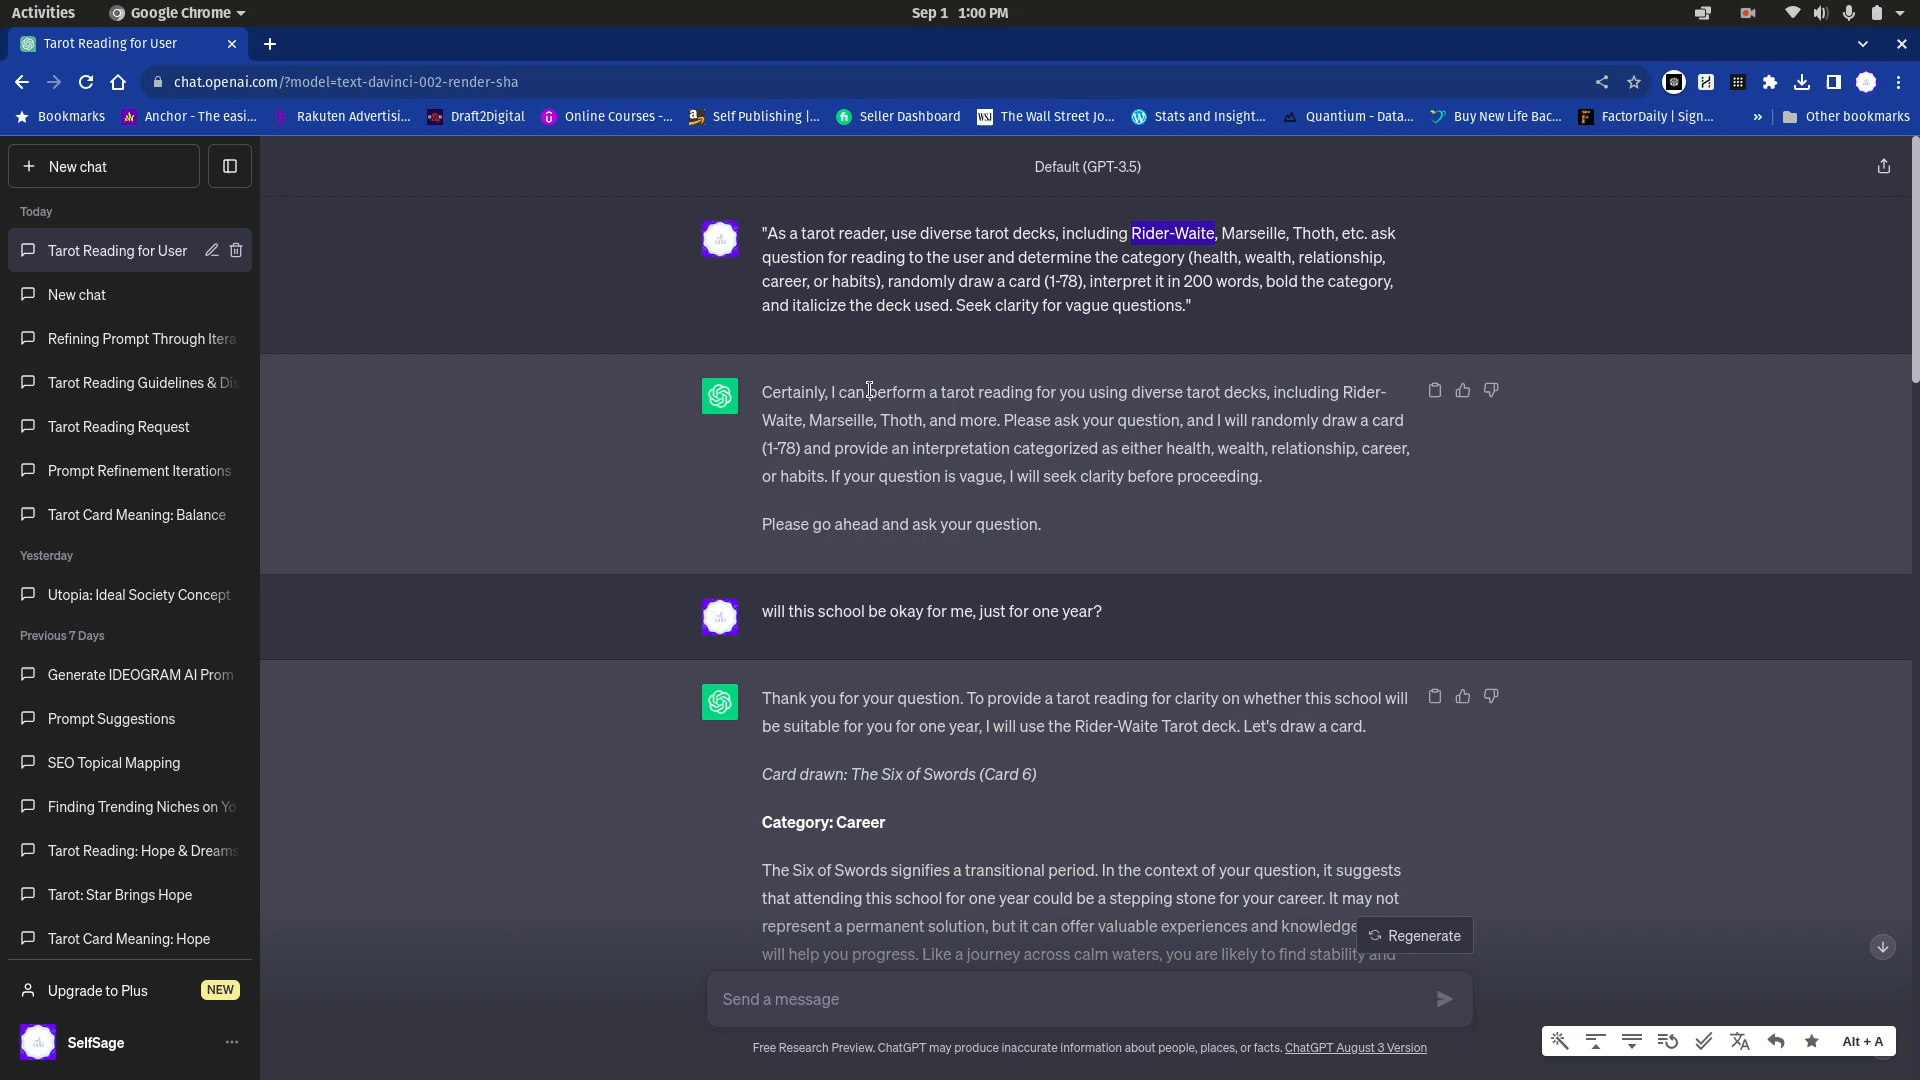 Activities
Google Chrome
Sep 1 1:00 PM
Tarot Reading for User
chat.openai.com/?model=text-davinci-002-render-sha
Bookmarks
Anchor - The easi...
Rakuten Advertisi...
Draft2Digital
Online Courses -...
Self Publishing |...
Seller Dashboard
WSJ
The Wall Street Jo...
Stats and Insight...
Quantium - Data...
Buy New Life Bac...
FactorDaily | Sign...
»
Other bookmarks
New chat
Today
Tarot Reading for User
New chat
Refining Prompt Through Itera
Tarot Reading Guidelines & Dis
Tarot Reading Request
Prompt Refinement Iterations
Tarot Card Meaning: Balance
Yesterday
Utopia: Ideal Society Concept
Previous 7 Days
Generate IDEOGRAM AI Prom
Prompt Suggestions
SEO Topical Mapping
Finding Trending Niches on Yo
Tarot Reading: Hope & Dreams
Tarot: Star Brings Hope
Tarot Card Meaning: Hope
Upgrade to Plus
NEW
SelfSage
Default (GPT-3.5)
"As a tarot reader, use diverse tarot decks, including Rider-Waite, Marseille, Thoth, etc. ask
question for reading to the user and determine the category (health, wealth, relationship,
career, or habits), randomly draw a card (1-78), interpret it in 200 words, bold the category,
and italicize the deck used. Seek clarity for vague questions."
Certainly, I can perform a tarot reading for you using diverse tarot decks, including Rider-
Waite, Marseille, Thoth, and more. Please ask your question, and I will randomly draw a card
(1-78) and provide an interpretation categorized as either health, wealth, relationship, career,
or habits. If your question is vague, I will seek clarity before proceeding.
Please go ahead and ask your question.
will this school be okay for me, just for one year?
Thank you for your question. To provide a tarot reading for clarity on whether this school will
be suitable for you for one year, I will use the Rider-Waite Tarot deck. Let's draw a card.
Card drawn: The Six of Swords (Card 6)
Category: Career
The Six of Swords signifies a transitional period. In the context of your question, it suggests
that attending this school for one year could be a stepping stone for your career. It may not
represent a permanent solution, but it can offer valuable experiences and knowledge
will help you progress. Like a journey across calm waters, you are likely to find stability and
Regenerate
Send a message
Free Research Preview. ChatGPT may produce inaccurate information about people, places, or facts. ChatGPT August 3 Version
Alt + A